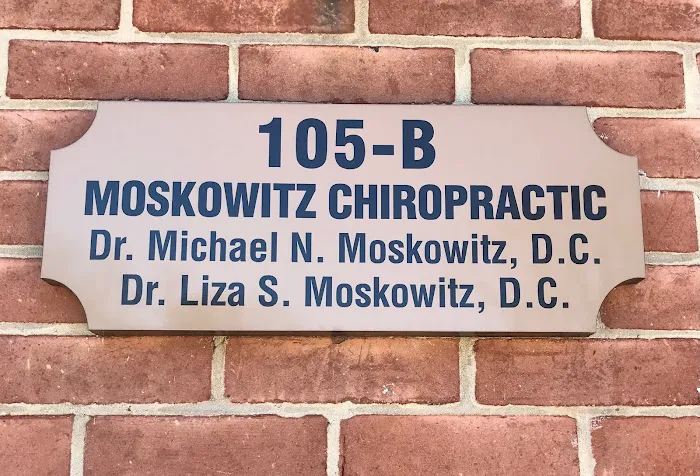 105-B
MOSKOWITZ CHIROPRACTIC
Dr. Michael N. Moskowitz, D.C.
Dr. Liza S. Moskowitz, D.C.